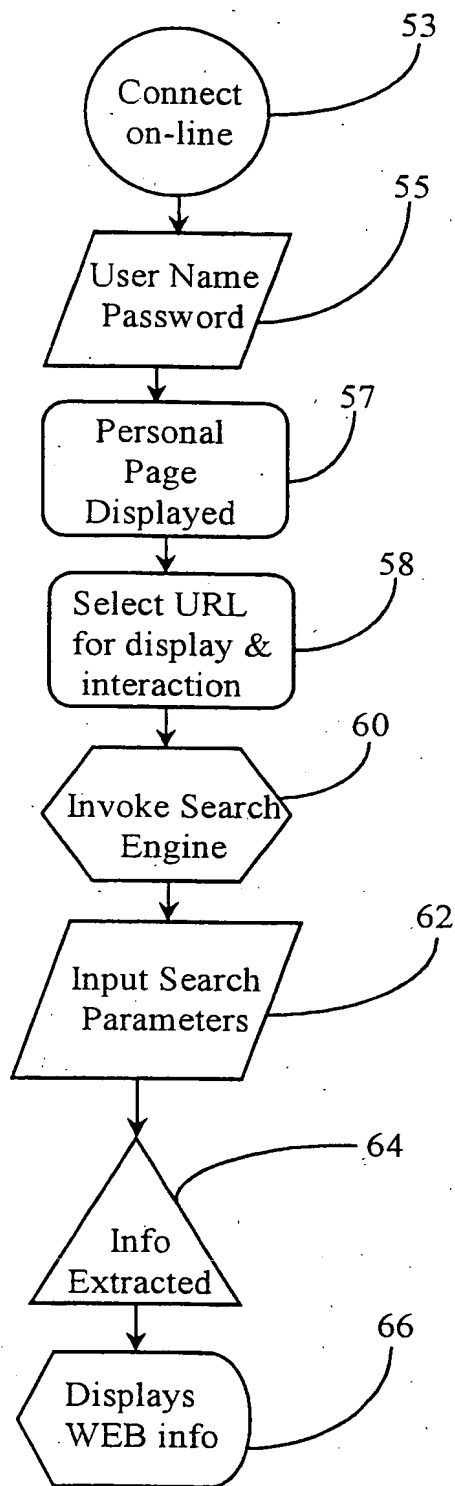 53
Connect
on-line
55
User Name
Password
57
Personal
Page
Displayed
58
Select URL
for display &
interaction
60
Invoke Search
Engine
62
Input Search
Parameters
64
Info
Extracted
66
Displays
WEB info